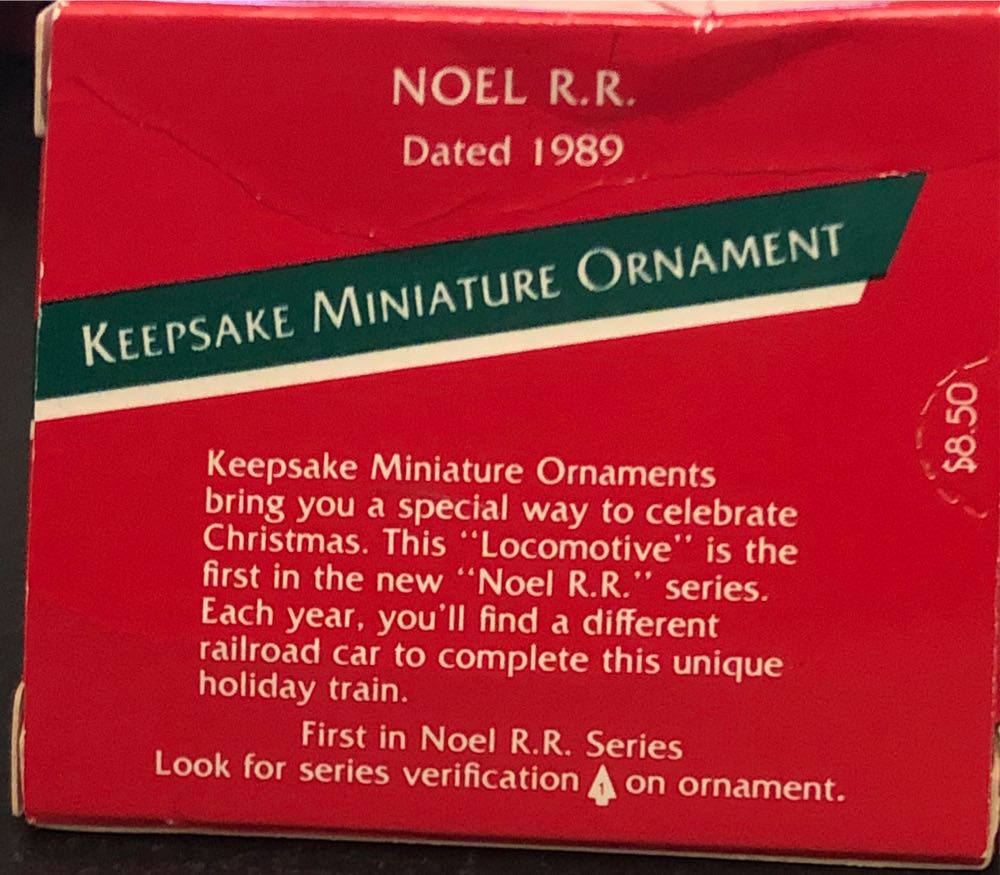 NOEL R.R.
Dated 1989
KEEPSAKE MINIATURE ORNAMENT
$8.50
Keepsake Miniature Ornaments
bring you a special way to celebrate
Christmas. This "Locomotive" is the
first in the new "Noel R.R." series.
Each year, you'll find a different
railroad car to complete this unique
holiday train.
First in Noel R.R. Series
Look for series verification 1 on ornament.